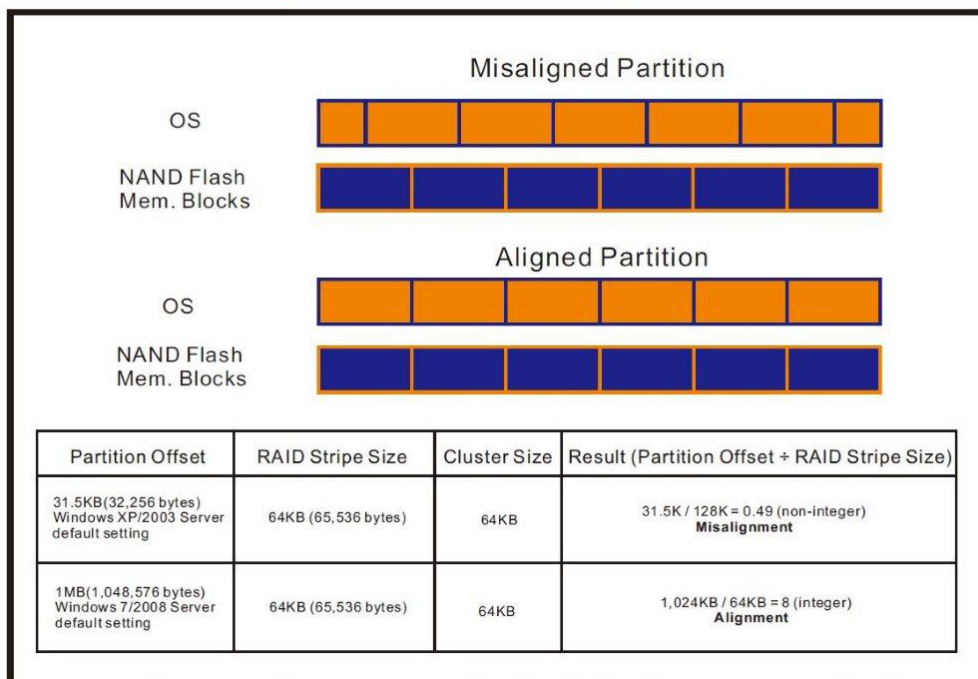 Misaligned Partition
OS
NAND Flash
Mem. Blocks
Aligned Partition
OS
NAND Flash
Mem. Blocks
Partition Offset
RAID Stripe Size
Cluster Size
Result (Partition Offset ÷ RAID Stripe Size)
31.5KB(32,256 bytes)
Windows XP/2003 Server
default setting
64KB (65,536 bytes)
64KB
31.5K / 128K = 0.49 (non-integer)
Misalignment
1MB(1,048,576 bytes)
Windows 7/2008 Server
default setting
64KB (65,536 bytes)
64KB
1,024KB / 64KB = 8 (integer)
Alignment